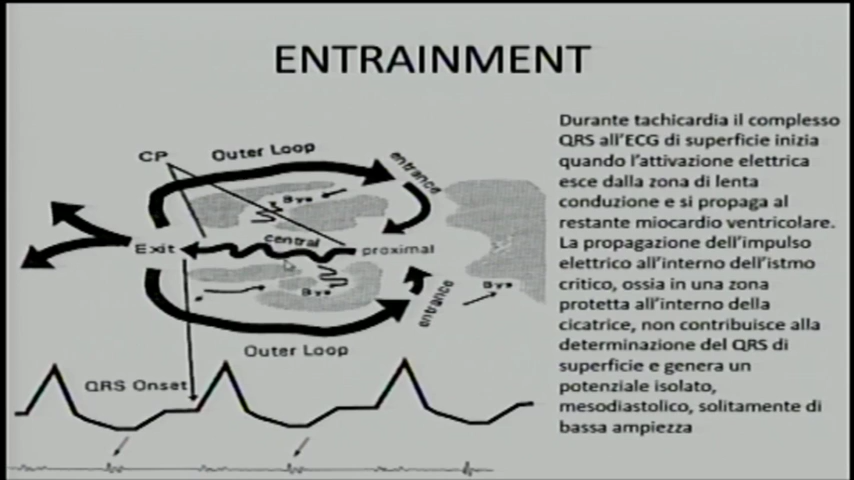 ENTRAINMENT
Durante tachicardia il complesso
QRS all'ECG di superficie inizia
quando l'attivazione elettrica
esce dalla zona di lenta
conduzione e si propaga al
restante miocardio ventricolare.
La propagazione dell'impulso
elettrico all'interno dell'istmo
critico, ossia in una zona
protetta all'interno della
cicatrice, non contribuisce alla
determinazione del QRS di
superficie e genera un
potenziale isolato,
mesodiastolico, solitamente di
bassa ampiezza
CP
Outer Loop
entrance
Bys
central
Exit
proximal
Bys
entrance
Bys
Outer Loop
QRS Onset